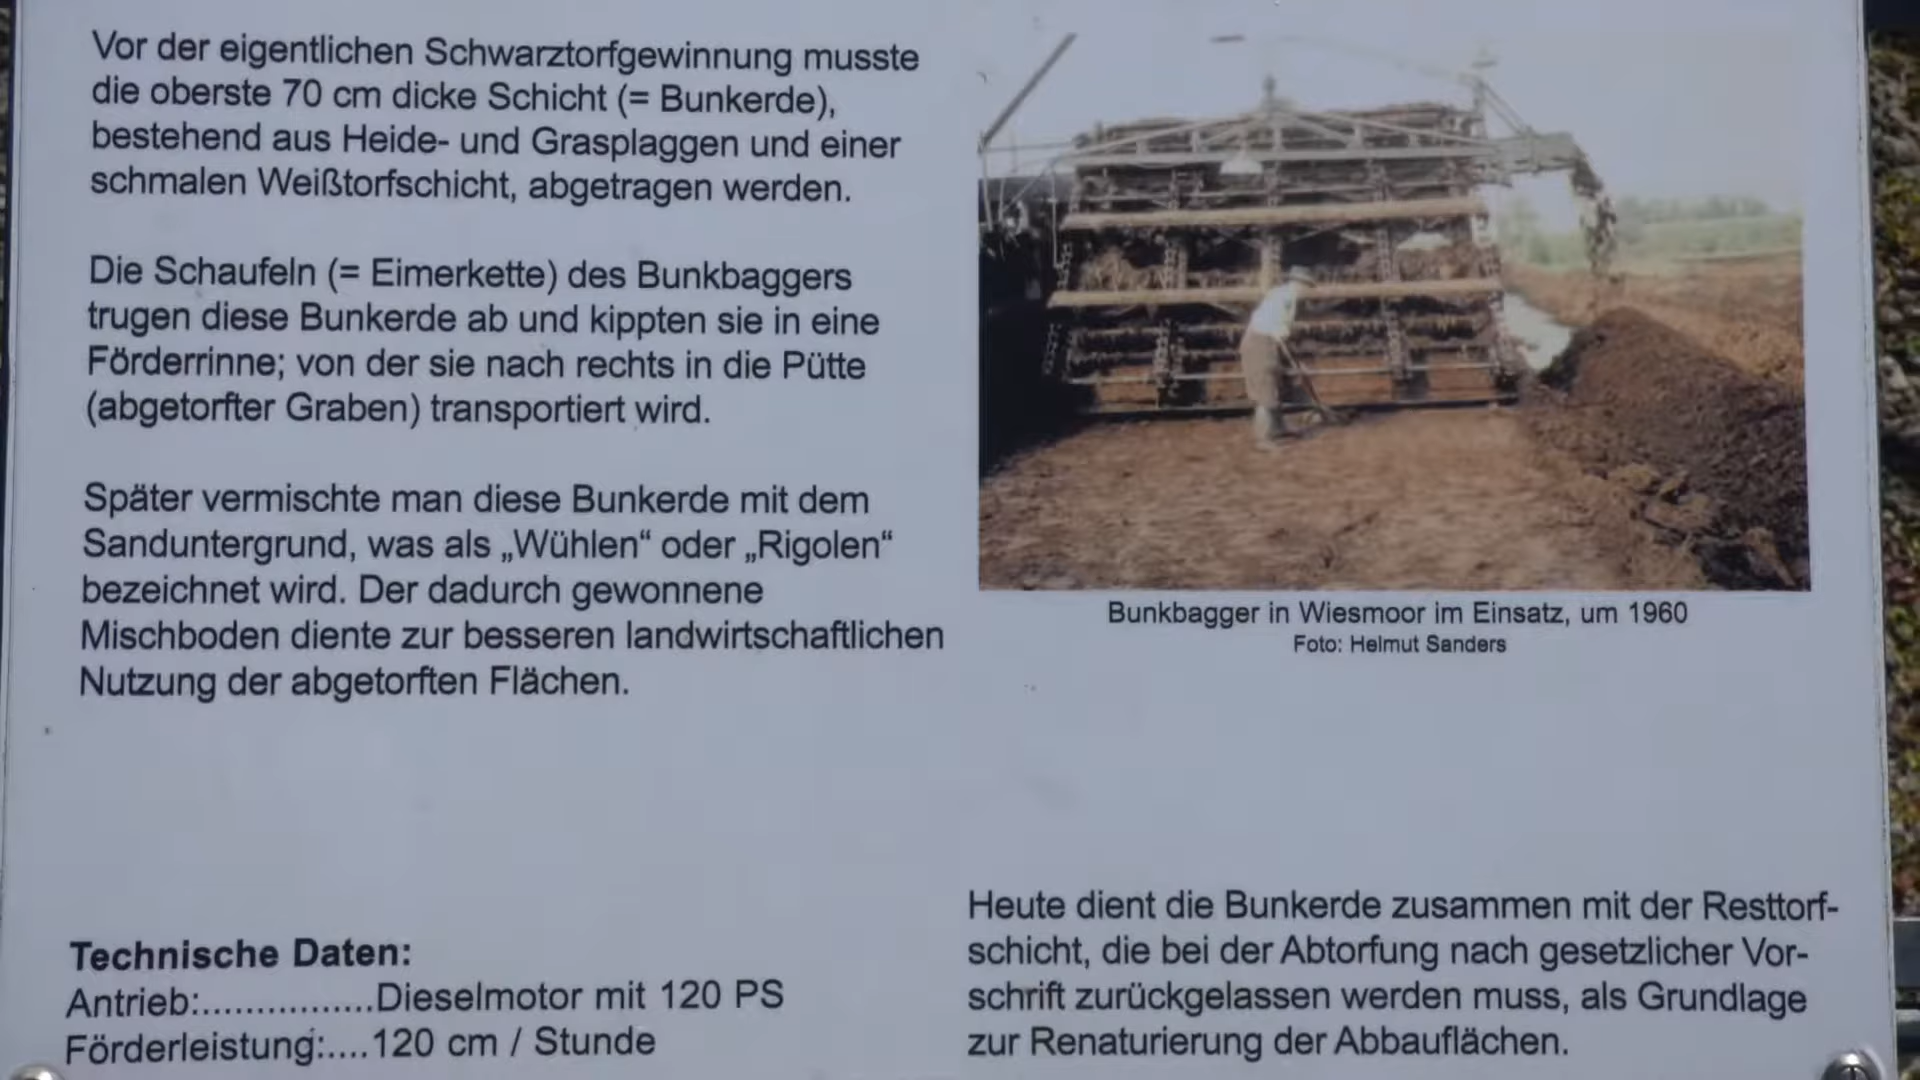 Vor der eigentlichen Schwarztorfgewinnung musste
die oberste 70 cm dicke Schicht (= Bunkerde),
bestehend aus Heide- und Grasplaggen und einer
schmalen Weißtorfschicht, abgetragen werden.
Die Schaufeln (= Eimerkette) des Bunkbaggers
trugen diese Bunkerde ab und kippten sie in eine
Förderrinne; von der sie nach rechts in die Pütte
(abgetorfter Graben) transportiert wird.
Später vermischte man diese Bunkerde mit dem
Sanduntergrund, was als „Wühlen“ oder „Rigolen“
bezeichnet wird. Der dadurch gewonnene
Mischboden diente zur besseren landwirtschaftlichen
Nutzung der abgetorften Flächen.
Technische Daten:
Antrieb:................Dieselmotor mit 120 PS
Förderleistung:....120 cm / Stunde
Bunkbagger in Wiesmoor im Einsatz, um 1960
Foto: Helmut Sanders
Heute dient die Bunkerde zusammen mit der Resttorf-
schicht, die bei der Abtorfung nach gesetzlicher Vor-
schrift zurückgelassen werden muss, als Grundlage
zur Renaturierung der Abbauflächen.